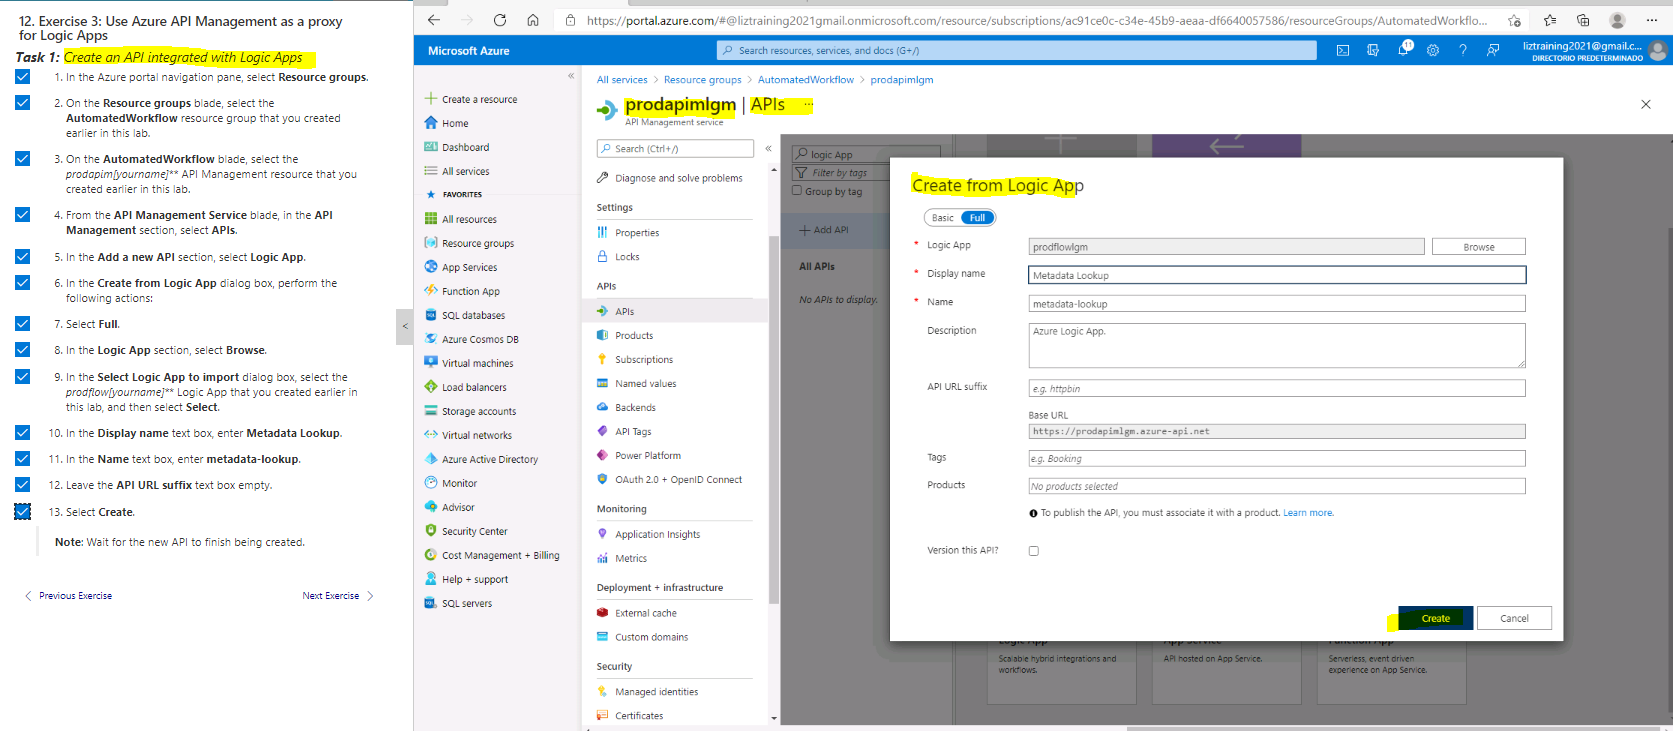 12. Exercise 3: Use Azure API Management as a proxy
for Logic Apps
Task 1: Create an API integrated with Logic Apps
1. In the Azure portal navigation pane, select Resource groups.
2. On the Resource groups blade, select the
AutomatedWorkflow resource group that you created
earlier in this lab.
3. On the AutomatedWorkflow blade, select the
prodapim[yourname]** API Management resource that you
created earlier in this lab.
4. From the API Management Service blade, in the API
Management section, select APIs.
5. In the Add a new API section, select Logic App.
6. In the Create from Logic App dialog box, perform the
following actions:
7. Select Full.
8. In the Logic App section, select Browse.
9. In the Select Logic App to import dialog box, select the
prodflow[yourname]** Logic App that you created earlier in
this lab, and then select Select.
10. In the Display name text box, enter Metadata Lookup.
11. In the Name text box, enter metadata-lookup.
12. Leave the API URL suffix text box empty.
13. Select Create.
Note: Wait for the new API to finish being created.
Previous Exercise
Next Exercise
https://portal.azure.com/#@liztraining2021gmail.onmicrosoft.com/resource/subscriptions/ac91ce0c-c34e-45b9-aeaa-df6640057586/resourceGroups/AutomatedWorkflo...
Microsoft Azure
Search resources, services, and docs (G+/)
11
liztraining2021@gmail.c...
DIRECTORIO PREDETERMINADO
Create a resource
Home
Dashboard
All services
FAVORITES
All resources
Resource groups
App Services
Function App
SQL databases
Azure Cosmos DB
Virtual machines
Load balancers
Storage accounts
Virtual networks
Azure Active Directory
Monitor
Advisor
Security Center
Cost Management + Billing
Help + support
SQL servers
All services > Resource groups > AutomatedWorkflow > prodapimlgm
prodapimlgm | APIs ...
API Management service
Search (Ctrl+/)
Diagnose and solve problems
Settings
Properties
Locks
APIs
APIs
Products
Subscriptions
Named values
Backends
API Tags
Power Platform
OAuth 2.0 + OpenID Connect
Monitoring
Application Insights
Metrics
Deployment + infrastructure
External cache
Custom domains
Security
Managed identities
Certificates
logic App
Filter by tags
Group by tag
Add API
All APIs
No APIs to display.
Create from Logic App
Basic Full
* Logic App
prodflowlgm
Browse
* Display name
Metadata Lookup
* Name
metadata-lookup
Description
Azure Logic App.
API URL suffix
e.g. httpbin
Base URL
https://prodapimlgm.azure-api.net
Tags
e.g. Booking
Products
No products selected
To publish the API, you must associate it with a product. Learn more.
Version this API?
Create
Cancel
Logic App
Scalable hybrid integrations and
workflows.
App Service
API hosted on App Service.
Function App
Serverless, event driven
experience on App Service.